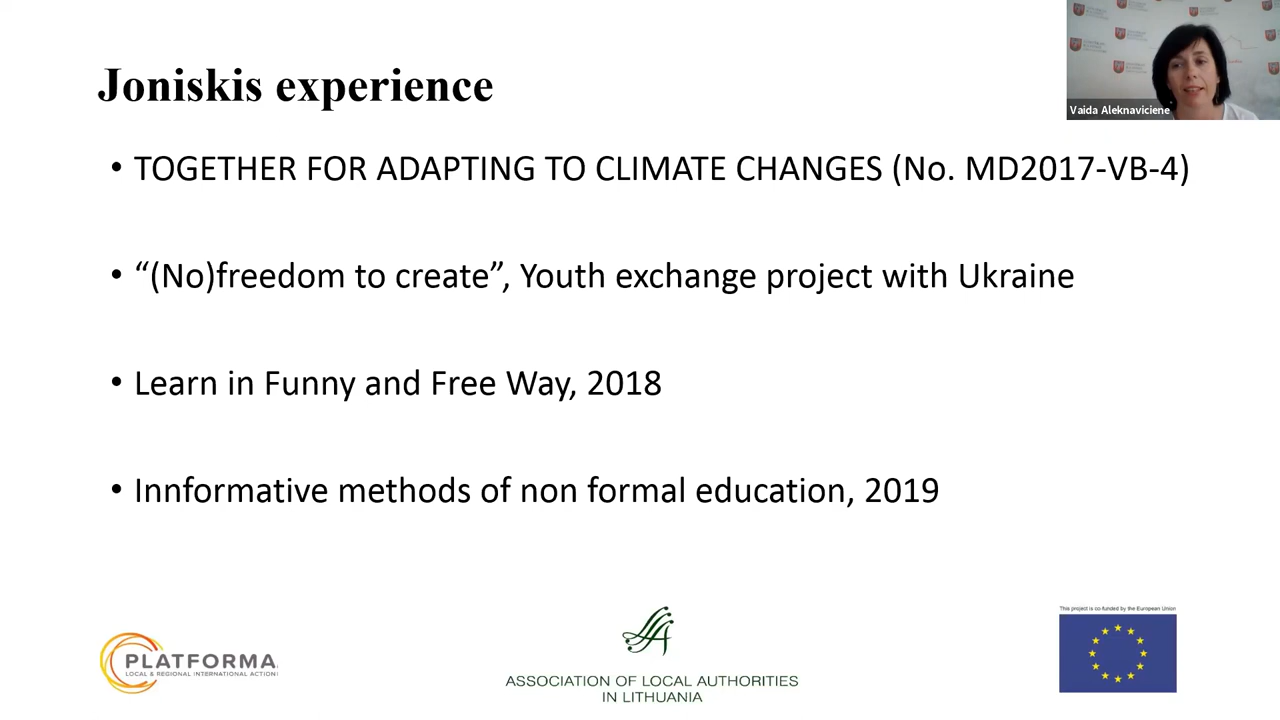 Joniskis experience
Vaida Aleknaviciene
• TOGETHER FOR ADAPTING TO CLIMATE CHANGES (No. MD2017-VB-4)
• “(No)freedom to create”, Youth exchange project with Ukraine
• Learn in Funny and Free Way, 2018
• Innformative methods of non formal education, 2019
PLATFORMA
LOCAL & REGIONAL INTERNATIONAL ACTION
ASSOCIATION OF LOCAL AUTHORITIES
IN LITHUANIA
This project is co-funded by the European Union